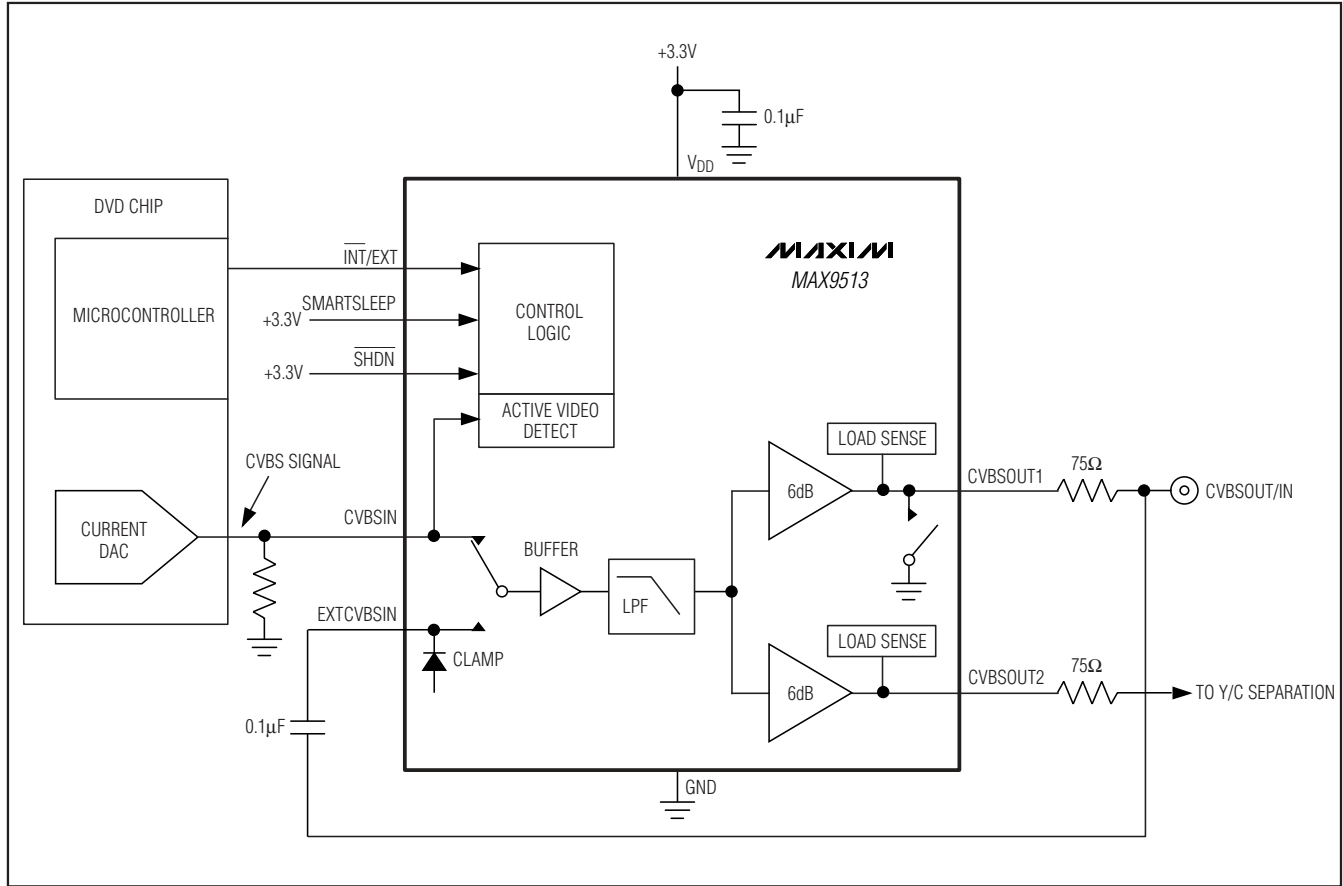 +3.3V
0.1µF
VDD
DVD CHIP
MICROCONTROLLER
INT/EXT
SMARTSLEEP
+3.3V
SHDN
+3.3V
CONTROL
LOGIC
ACTIVE VIDEO
DETECT
MAXIM
MAX9513
CVBS SIGNAL
CURRENT
DAC
CVBSIN
BUFFER
LPF
EXTCVBSIN
CLAMP
0.1µF
6dB
LOAD SENSE
CVBSOUT1
75Ω
CVBSOUT/IN
6dB
LOAD SENSE
CVBSOUT2
75Ω
TO Y/C SEPARATION
GND